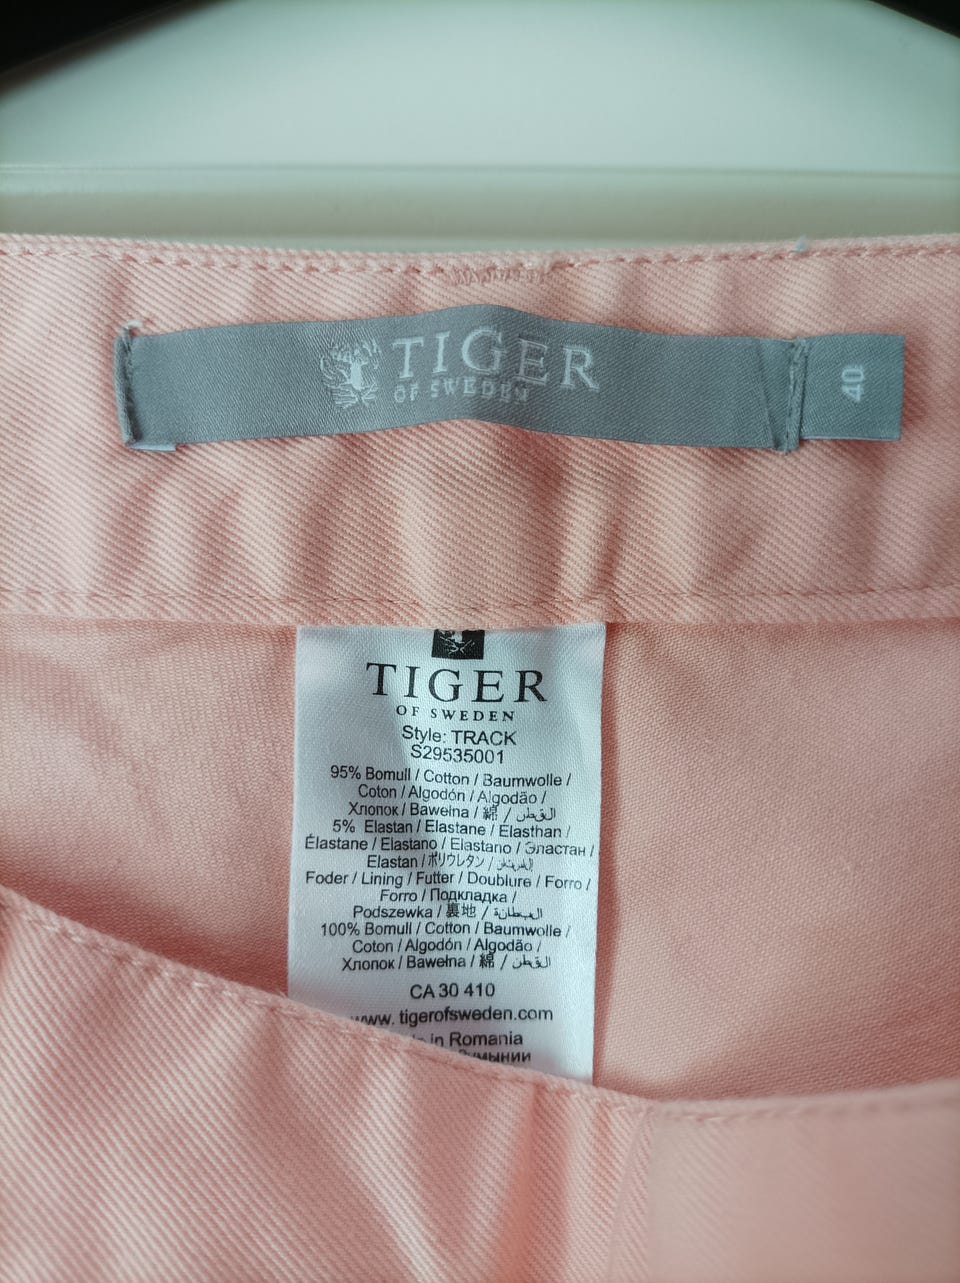 TIGER
OF SWEDEN
40
TIGER
OF SWEDEN
Style: TRACK
S29535001
95% Bomull / Cotton / Baumwolle /
Coton / Algodón / Algodão /
Хлопок / Bawełna / 綿 / القطن
5% Elastan / Elastane / Elasthan /
Élastane / Elastano / Elastano / Эластан /
Elastan / ポリウレタン /
Foder / Lining / Futter / Doublure / Forro /
Forro / Подкладка /
Podszewka / 裏地 / البطانة
100% Bomull / Cotton / Baumwolle /
Coton / Algodón / Algodão /
Хлопок / Bawełna / 綿 / القطن
CA 30 410
www. tigerofsweden.com
in Romania